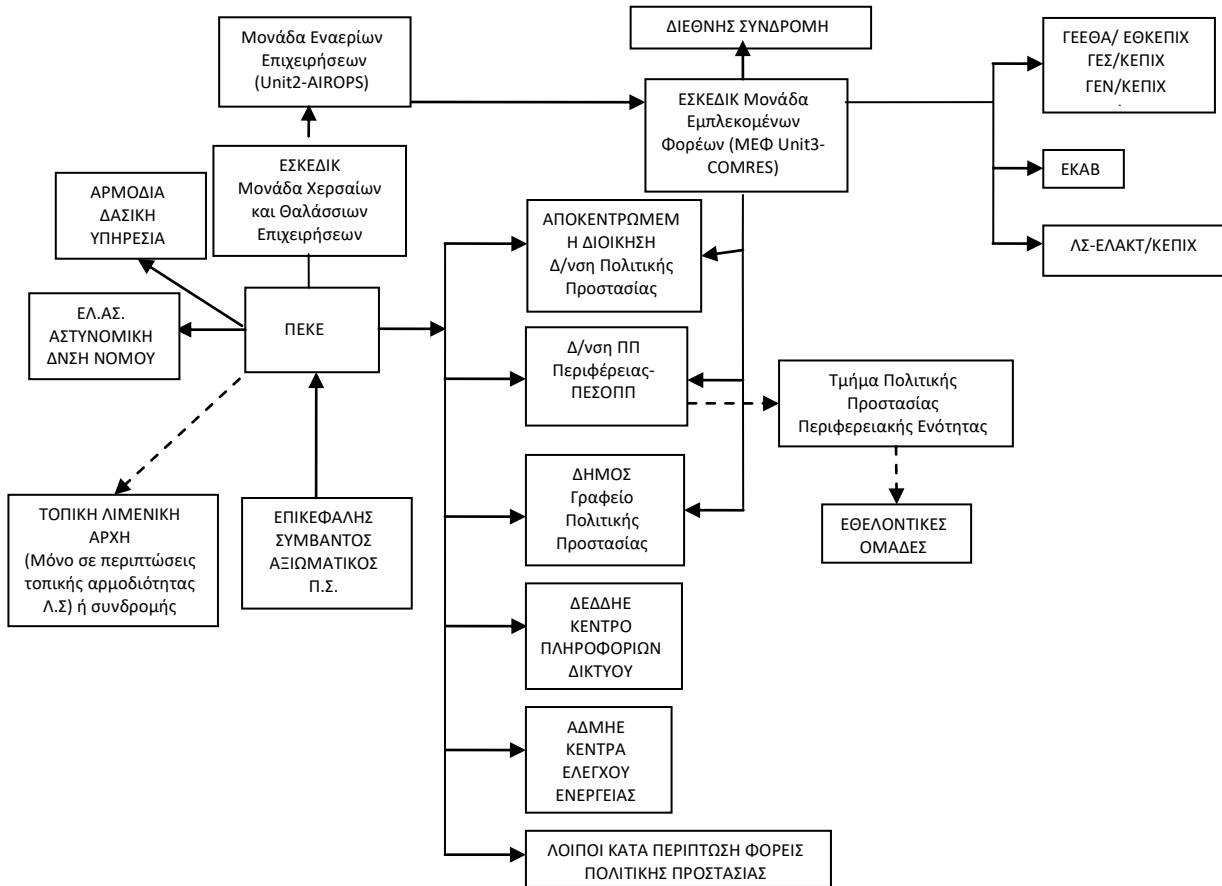 Μονάδα Εναερίων
Επιχειρήσεων
(Unit2-AIROPS)
ΔΙΕΘΝΗΣ ΣΥΝΔΡΟΜΗ
ΓΕΕΘΑ/ ΕΘΚΕΠΙΧ
ΓΕΣ/ΚΕΠΙΧ
ΓΕΝ/ΚΕΠΙΧ
ΕΣΚΕΔΙΚ Μονάδα
Εμπλεκομένων
Φορέων (ΜΕΦ Unit3-
COMRES)
ΕΣΚΕΔΙΚ
Μονάδα Χερσαίων
και Θαλάσσιων
Επιχειρήσεων
ΕΚΑΒ
ΑΡΜΟΔΙΑ
ΔΑΣΙΚΗ
ΥΠΗΡΕΣΙΑ
ΑΠΟΚΕΝΤΡΩΜΕΜ
Η ΔΙΟΙΚΗΣΗ
Δ/νση Πολιτικής
Προστασίας
ΛΣ-ΕΛΑΚΤ/ΚΕΠΙΧ
ΕΛ.ΑΣ.
ΑΣΤΥΝΟΜΙΚΗ
ΔΝΣΗ ΝΟΜΟΥ
ΠΕΚΕ
Δ/νση ΠΠ
Περιφέρειας-
ΠΕΣΟΠΠ
Τμήμα Πολιτικής
Προστασίας
Περιφερειακής Ενότητας
ΤΟΠΙΚΗ ΛΙΜΕΝΙΚΗ
ΑΡΧΗ
(Μόνο σε περιπτώσεις
τοπικής αρμοδιότητας
Λ.Σ) ή συνδρομής
ΕΠΙΚΕΦΑΛΗΣ
ΣΥΜΒΑΝΤΟΣ
ΑΞΙΩΜΑΤΙΚΟΣ
Π.Σ.
ΔΗΜΟΣ
Γραφείο
Πολιτικής
Προστασίας
ΕΘΕΛΟΝΤΙΚΕΣ
ΟΜΑΔΕΣ
ΔΕΔΔΗΕ
ΚΕΝΤΡΟ
ΠΛΗΡΟΦΟΡΙΩΝ
ΔΙΚΤΥΟΥ
ΑΔΜΗΕ
ΚΕΝΤΡΑ
ΕΛΕΓΧΟΥ
ΕΝΕΡΓΕΙΑΣ
ΛΟΙΠΟΙ ΚΑΤΑ ΠΕΡΙΠΤΩΣΗ ΦΟΡΕΙΣ
ΠΟΛΙΤΙΚΗΣ ΠΡΟΣΤΑΣΙΑΣ